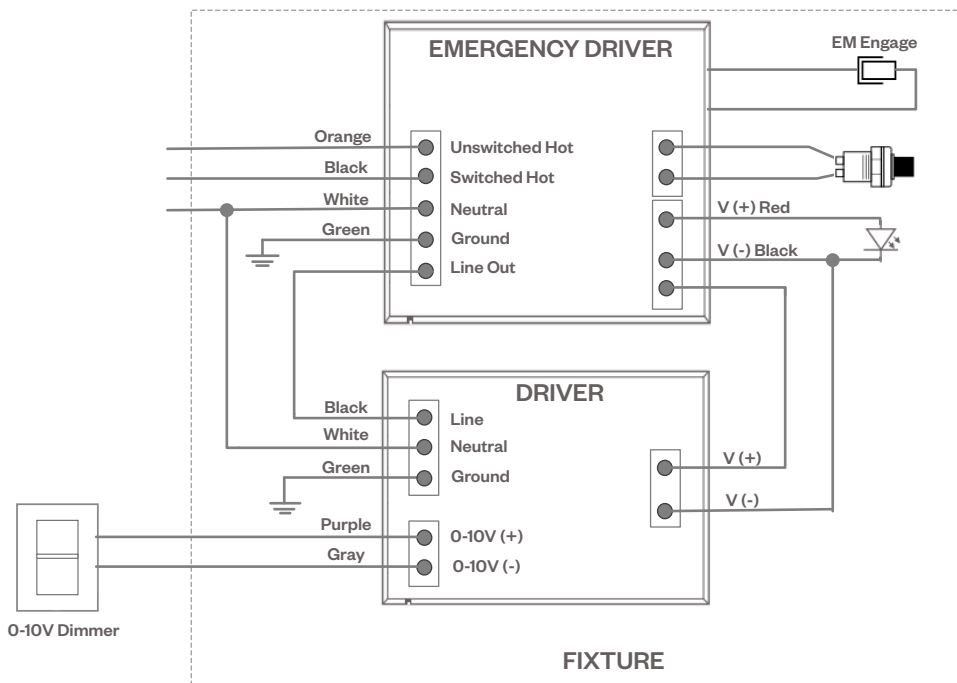 EMERGENCY DRIVER
EM Engage
Orange
Unswitched Hot
Black
Switched Hot
White
Neutral
Green
Ground
Line Out
V (+) Red
V (-) Black
DRIVER
Black
Line
White
Neutral
Green
Ground
V (+)
V (-)
Purple
0-10V (+)
Gray
0-10V (-)
0-10V Dimmer
FIXTURE